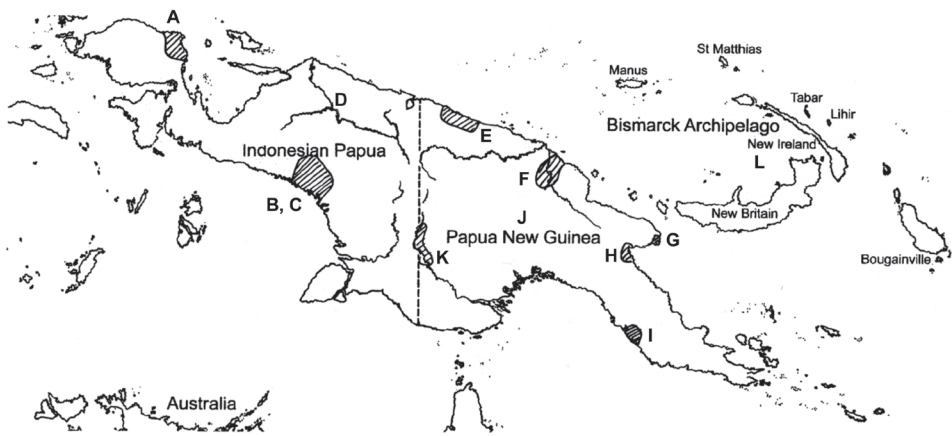 A
St Matthias
Manus
Tabar
D
Lihir
E
Bismarck Archipelago
New Ireland
Indonesian Papua
L
F
B, C
J
New Britain
Papua New Guinea
G
H
K
Bougainville
I
Australia